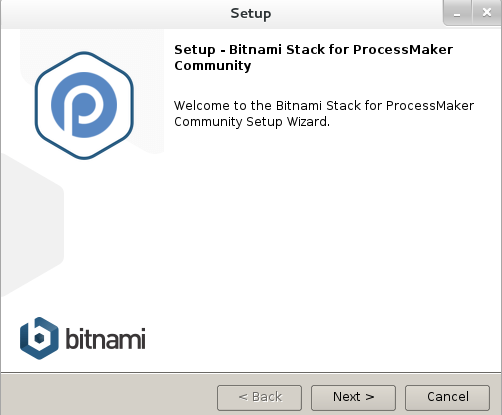 Setup
Setup - Bitnami Stack for ProcessMaker
Community
Welcome to the Bitnami Stack for ProcessMaker
Community Setup Wizard.
bitnami
< Back
Next >
Cancel